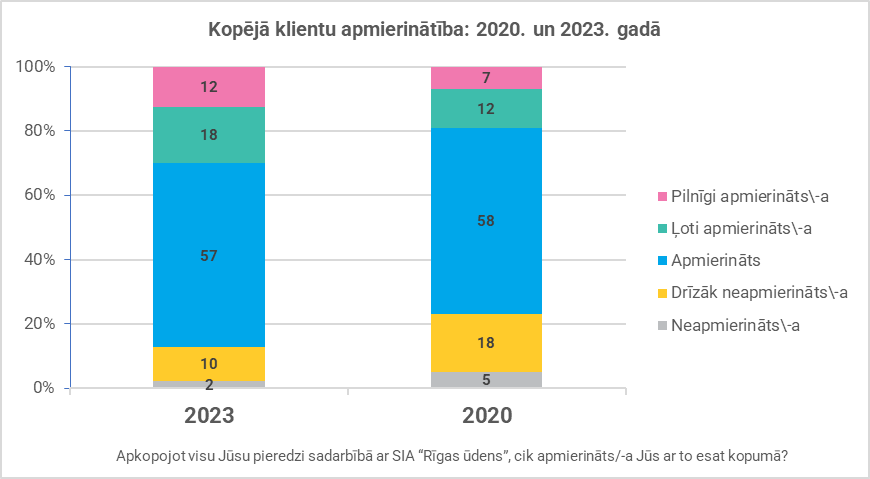 Kopējā klientu apmierinātība: 2020. un 2023. gadā
100%
80%
60%
40%
20%
0%
12
18
57
10
2
7
12
58
18
5
2023
2020
Pilnīgi apmierināts\-a
Ļoti apmierināts\-a
Apmierināts
Drīzāk neapmierināts\-a
Neapmierināts\-a
Apkopojot visu Jūsu pieredzi sadarbībā ar SIA “Rīgas ūdens”, cik apmierināts/-a Jūs ar to esat kopumā?